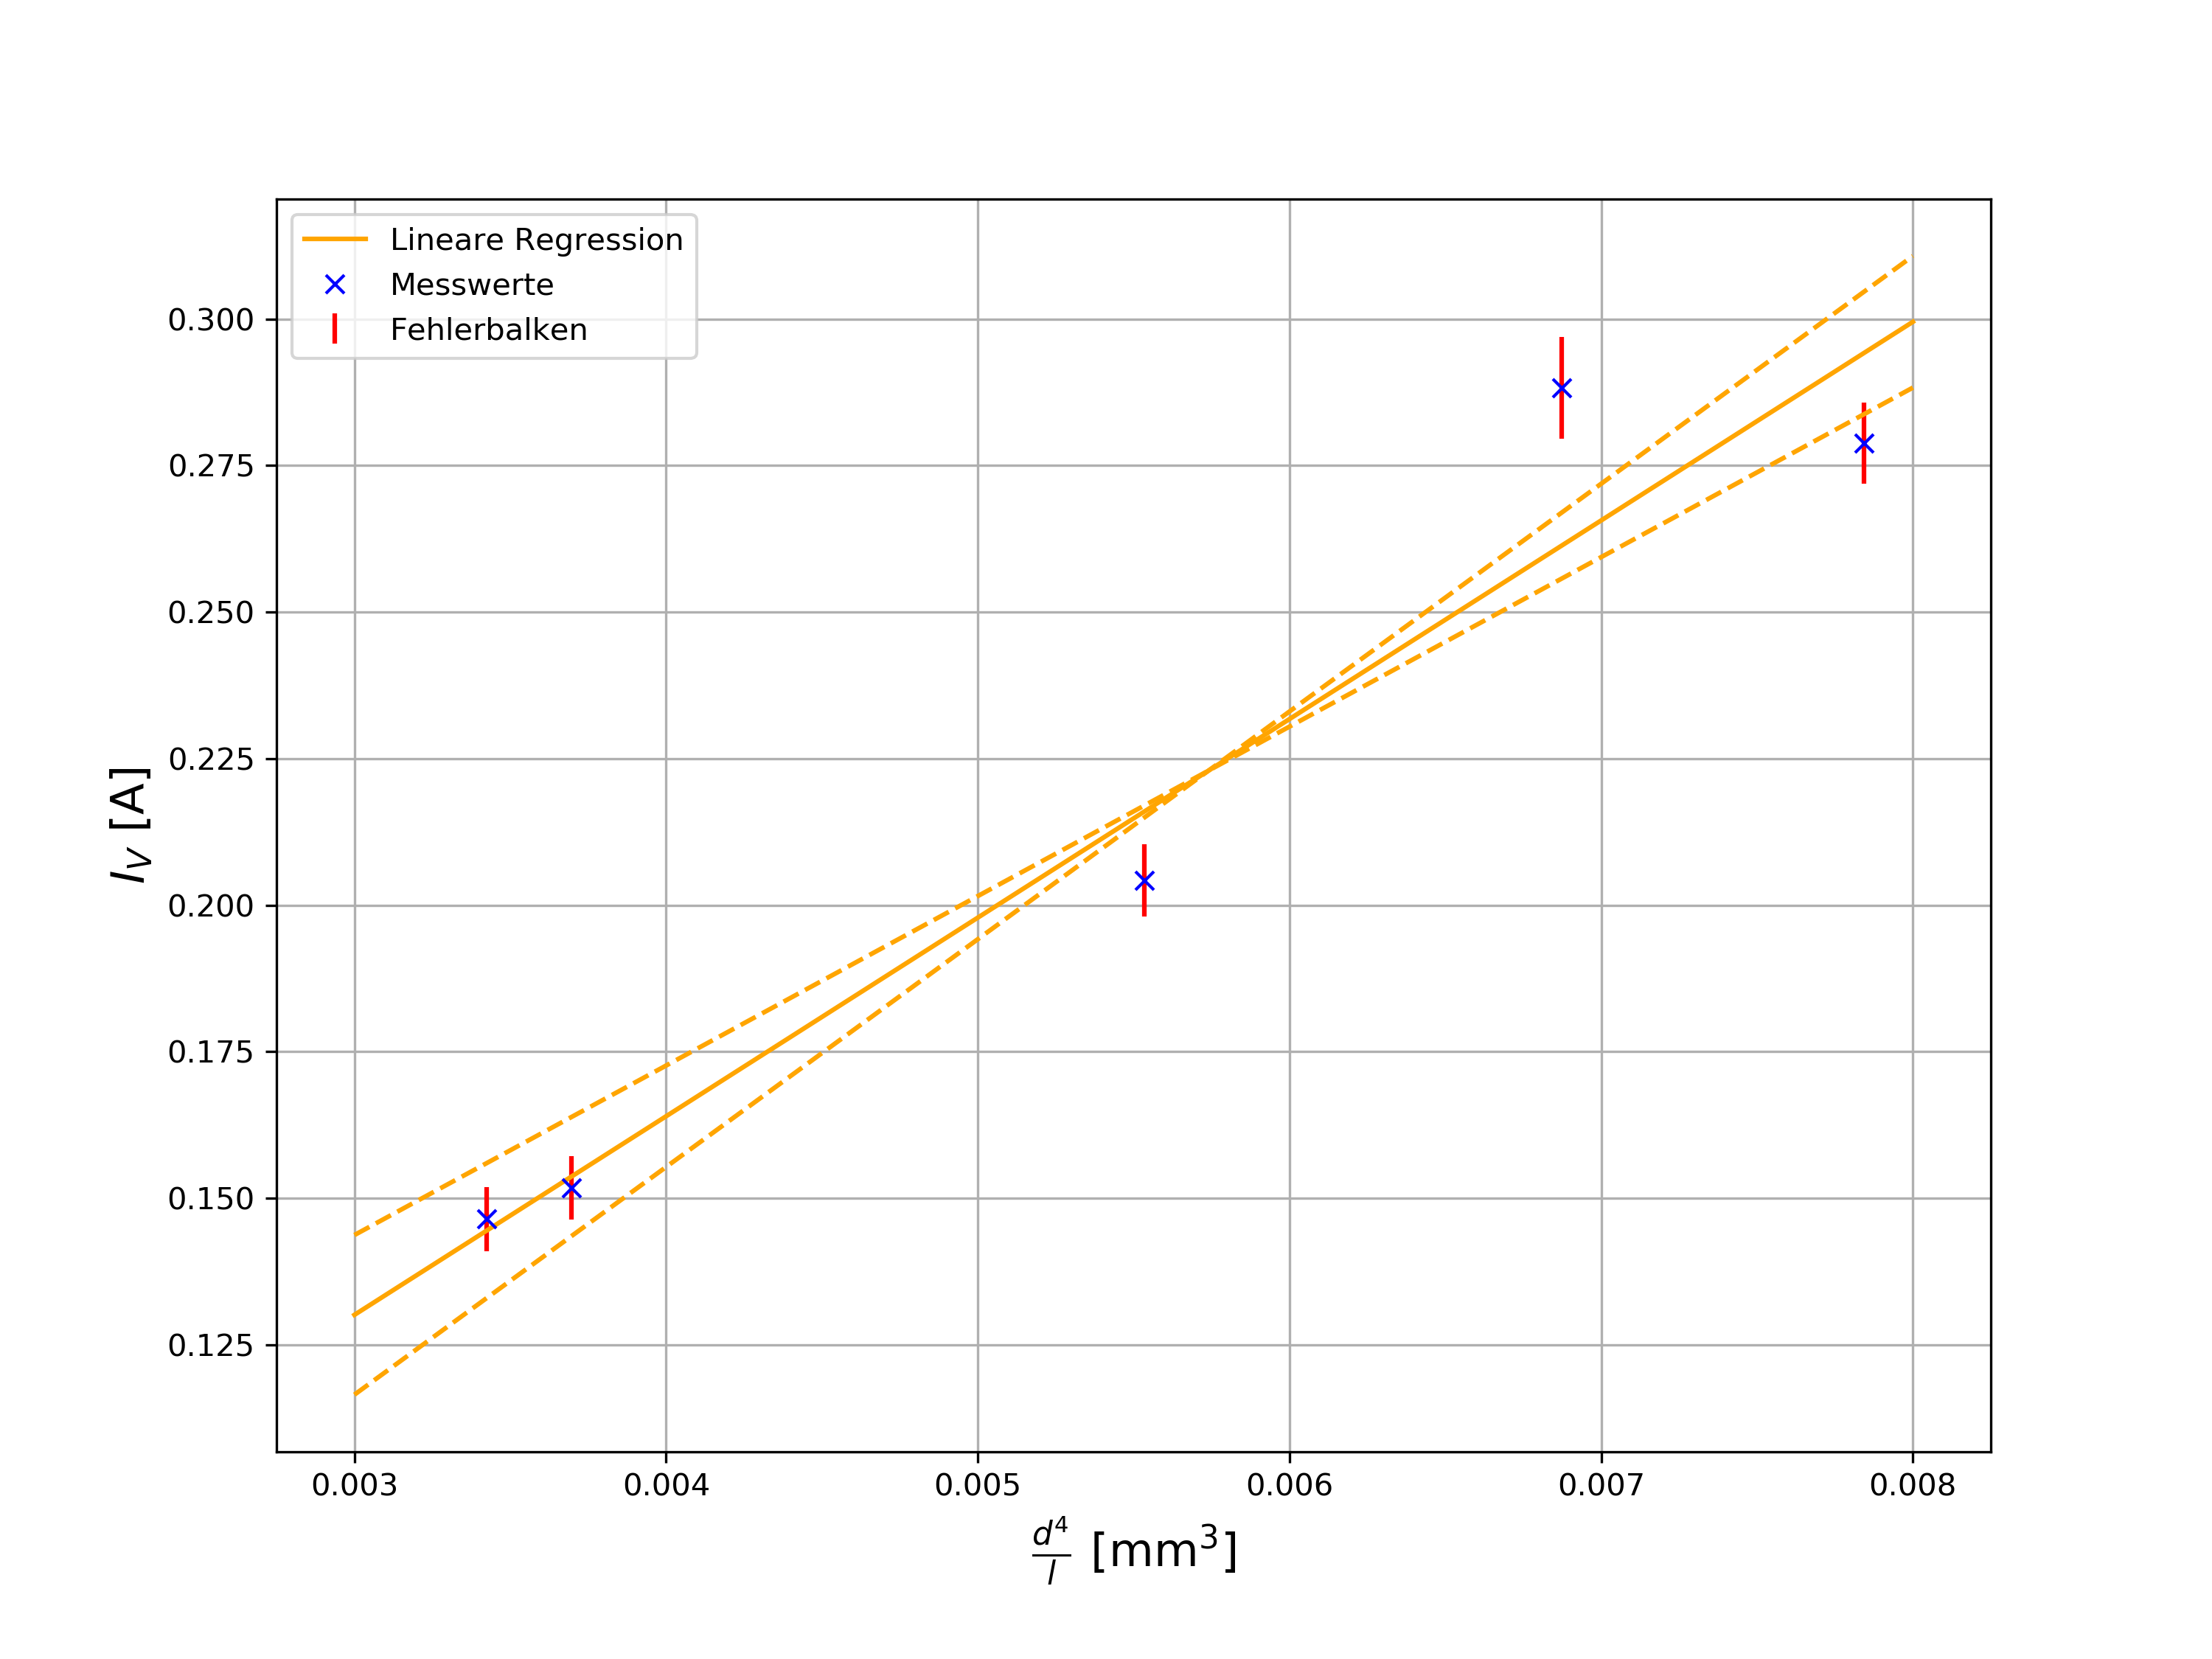 Lineare Regression
Messwerte
Fehlerbalken
0.300
0.275
0.250
0.225
0.200
0.175
0.150
0.125
I_V [A]
0.003 0.004 0.005 0.006 0.007 0.008
d⁴/l [mm³]